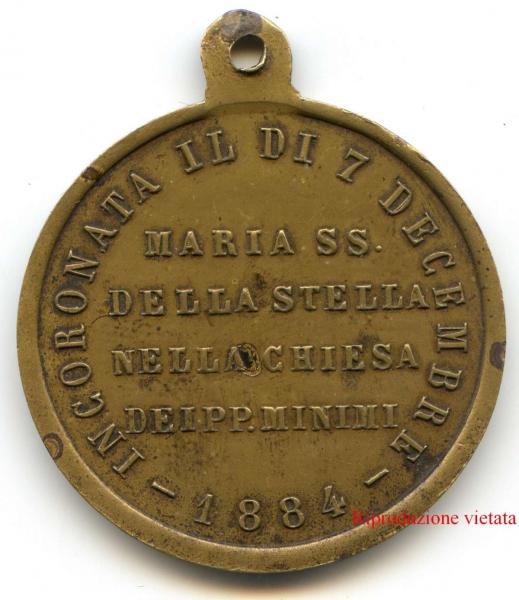 INCORONATA IL DI 7 DECEMBRE
MARIA SS.
DELLA STELLA
NELLA CHIESA
DEI PP. MINIMI
— 1884 —
Riproduzione vietata